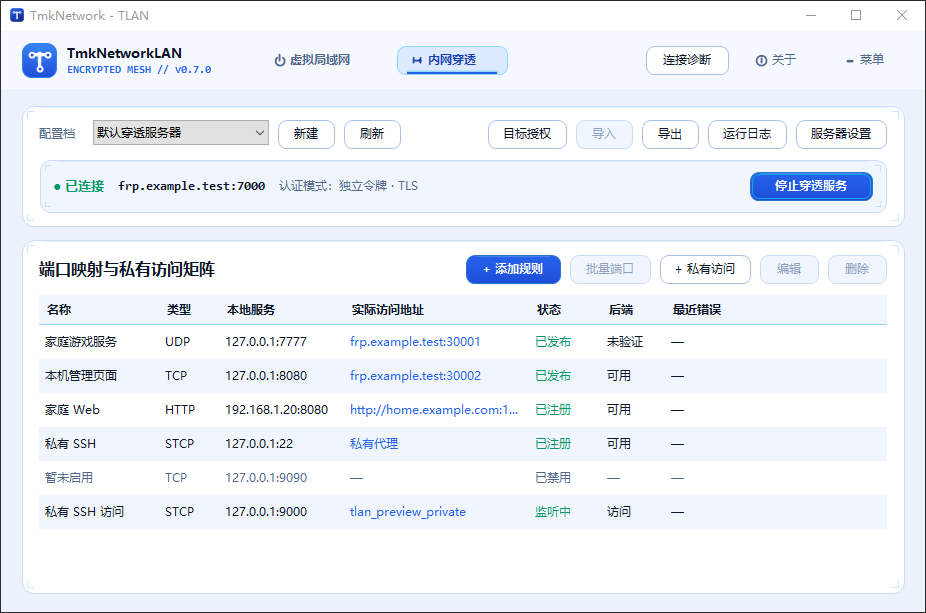 TmkNetwork - TLAN
TmkNetworkLAN
ENCRYPTED MESH // v0.7.0
虚拟局域网
内网穿透
连接诊断
关于
菜单
配置档
默认穿透服务器
新建
刷新
目标授权
导入
导出
运行日志
服务器设置
已连接 frp.example.test:7000 认证模式：独立令牌 · TLS
停止穿透服务
端口映射与私有访问矩阵
+ 添加规则
批量端口
+ 私有访问
编辑
删除
名称 类型 本地服务 实际访问地址 状态 后端 最近错误
家庭游戏服务 UDP 127.0.0.1:7777 frp.example.test:30001 已发布 未验证 —
本机管理页面 TCP 127.0.0.1:8080 frp.example.test:30002 已发布 可用 —
家庭 Web HTTP 192.168.1.20:8080 http://home.example.com:1... 已注册 可用 —
私有 SSH STCP 127.0.0.1:22 私有代理 已注册 可用 —
暂未启用 TCP 127.0.0.1:9090 — 已禁用 — —
私有 SSH 访问 STCP 127.0.0.1:9000 tlan_preview_private 监听中 访问 —